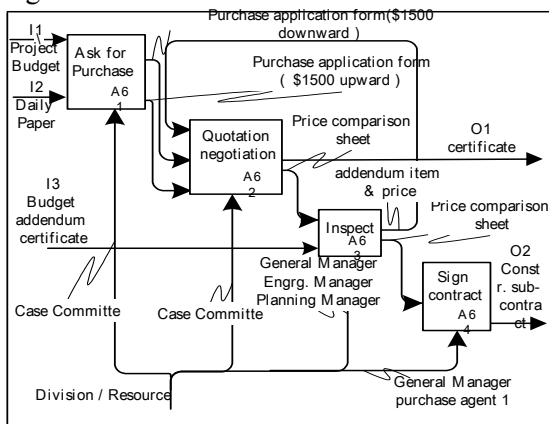 Purchase application form($1500
downward )
I1
Project
Budget
Ask for
Purchase
A6
1
Purchase application form
( $1500 upward )
I2
Daily
Paper
Quotation
negotiation
A6
2
Price comparison
sheet
O1
certificate
I3
Budget
addendum
certificate
addendum item
& price
Inspect
A6
3
Price comparison
sheet
General Manager
Engrg. Manager
Planning Manager
Sign
contract
A6
4
O2
Const
r. sub-
contra
ct
Case Committe
Case Committe
Division / Resource
General Manager
purchase agent 1